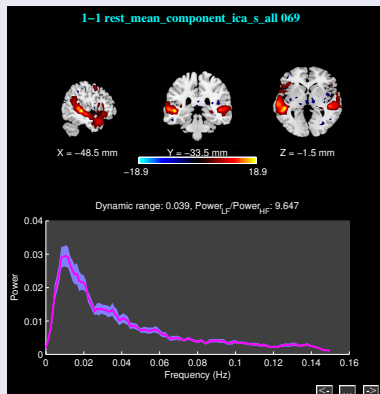 1-1 rest_mean_component_ica_s_all 069
X = -48.5 mm
Y = -33.5 mm
Z = -1.5 mm
-18.9
18.9
Dynamic range: 0.039, Power_LF/Power_HF: 9.647
0.04
0.03
0.02
0.01
0
Power
0 0.02 0.04 0.06 0.08 0.1 0.12 0.14 0.16
Frequency (Hz)
<- ... ->